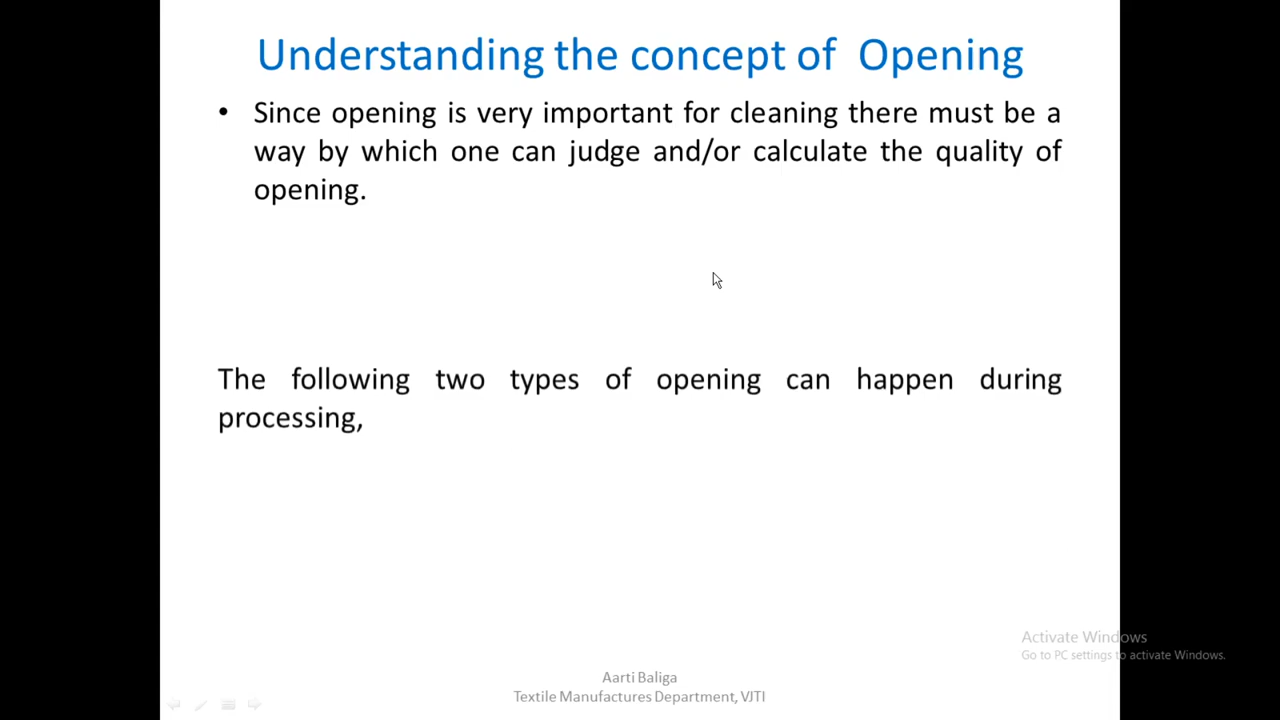 Understanding the concept of Opening
• Since opening is very important for cleaning there must be a
way by which one can judge and/or calculate the quality of
opening.
The following two types of opening can happen during
processing,
Activate Windows
Go to PC settings to activate Windows.
Aarti Baliga
Textile Manufactures Department, VJTI